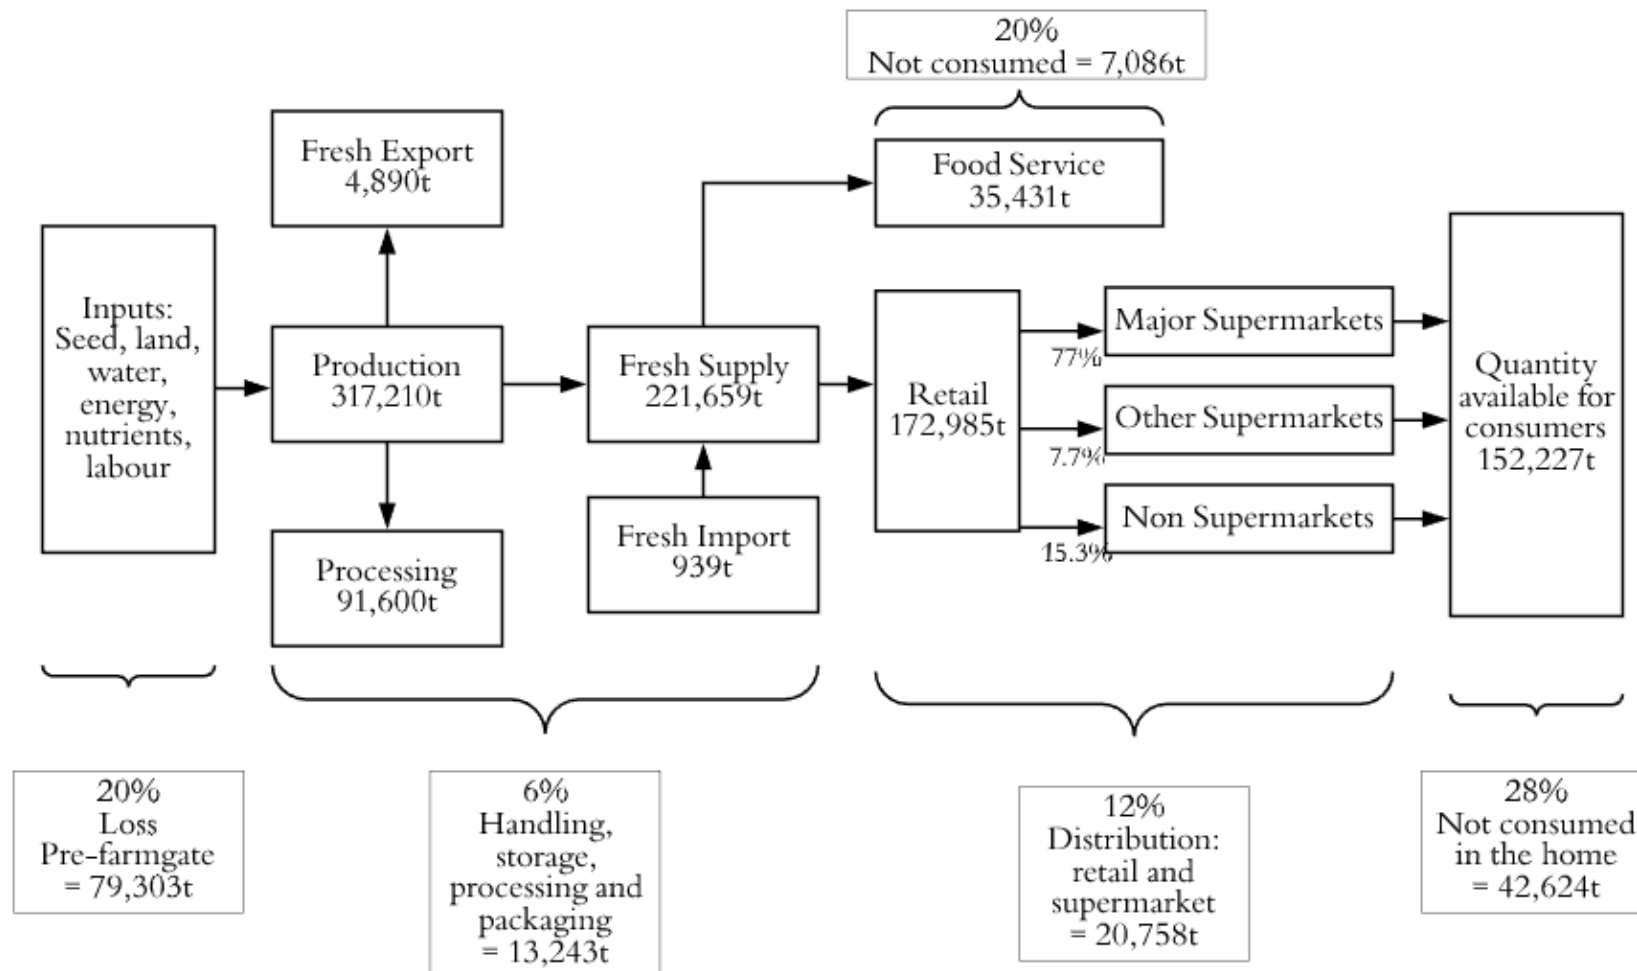 20%
Not consumed = 7,086t
Fresh Export
4,890t
Food Service
35,431t
Inputs:
Seed, land,
water,
energy,
nutrients,
labour
Production
317,210t
Fresh Supply
221,659t
Retail
172,985t
Major Supermarkets
77%
Other Supermarkets
7.7%
Non Supermarkets
15.3%
Quantity
available for
consumers
152,227t
Processing
91,600t
Fresh Import
939t
20%
Loss
Pre-farmgate
= 79,303t
6%
Handling,
storage,
processing and
packaging
= 13,243t
12%
Distribution:
retail and
supermarket
= 20,758t
28%
Not consumed
in the home
= 42,624t